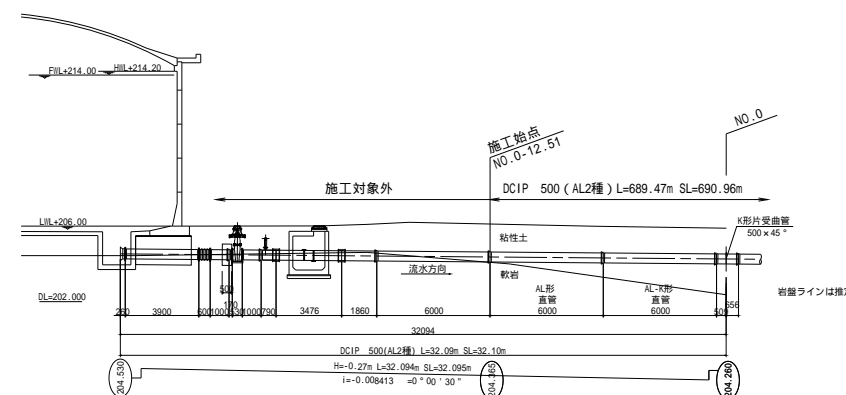 FWL+214.00
HWL+214.20
施工始点
NO.0-12.51
NO.0
施工対象外
DCIP 500(AL2種) L=689.47m SL=690.96m
LWL+206.00
粘性土
K形片受曲管
500×45°
流水方向
軟岩
岩盤ラインは推
DL=202.000
AL形
直管
AL-K形
直管
500
170
260
3900
600
1000
530
1000
790
3476
1860
6000
6000
6000
509
656
32094
DCIP 500(AL2種) L=32.09m SL=32.10m
204.530
H=-0.27m L=32.094m SL=32.095m
i=-0.008413 =0°00'30"
204.365
204.260